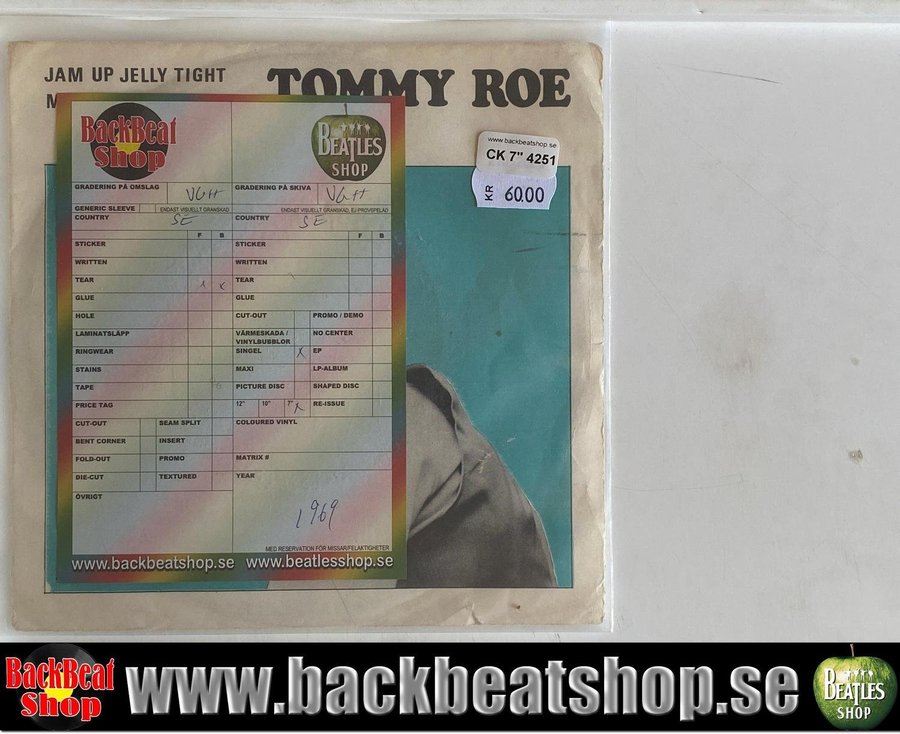 JAM UP JELLY TIGHT
TOMMY ROE
M
BackBeat
Shop
BEATLES
SHOP
www.backbeatshop.se
CK 7" 4251
KR 60.00
GRADERING PÅ OMSLAG VG++
GRADERING PÅ SKIVA VG++
GENERIC SLEEVE ENDAST VISUELLT GRANSKAD
ENDAST VISUELLT GRANSKAD, EJ PROVSPELAD
COUNTRY SE
COUNTRY SE
F B
F B
STICKER
STICKER
WRITTEN
WRITTEN
TEAR x x
TEAR
GLUE
GLUE
HOLE
CUT-OUT
PROMO / DEMO
LAMINATSLÄPP
VÄRMESKADA /
VINYLBUBBLOR
NO CENTER
RINGWEAR
SINGEL X
EP
STAINS
MAXI
LP-ALBUM
TAPE
PICTURE DISC
SHAPED DISC
PRICE TAG
12" 10" 7" X
RE-ISSUE
CUT-OUT
SEAM SPLIT
COLOURED VINYL
BENT CORNER
INSERT
FOLD-OUT
PROMO
MATRIX #
DIE-CUT
TEXTURED
YEAR
ÖVRIGT
1969
MED RESERVATION FÖR MISSAR/FELAKTIGHETER
www.backbeatshop.se www.beatlesshop.se
BackBeat
Shop
www.backbeatshop.se
BEATLES
SHOP